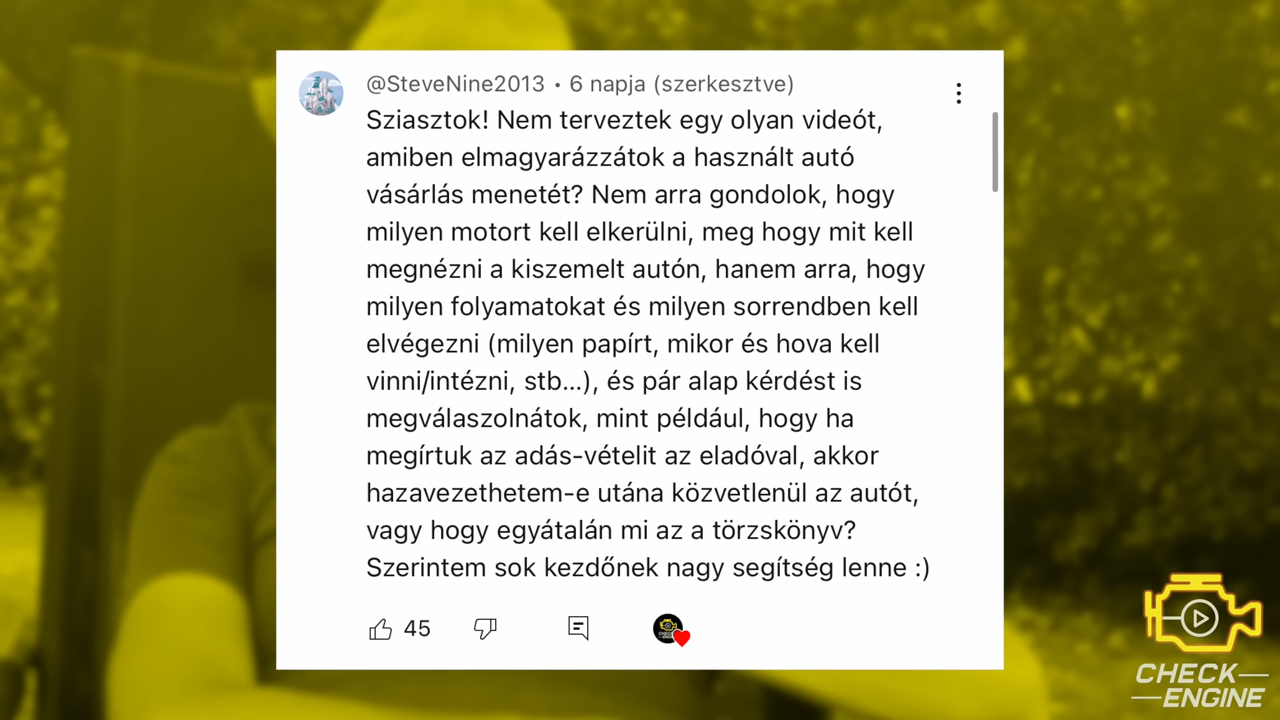 @SteveNine2013 • 6 napja (szerkesztve)
Sziasztok! Nem terveztek egy olyan videót,
amiben elmagyarázzátok a használt autó
vásárlás menetét? Nem arra gondolok, hogy
milyen motort kell elkerülni, meg hogy mit kell
megnézni a kiszemelt autón, hanem arra, hogy
milyen folyamatokat és milyen sorrendben kell
elvégezni (milyen papírt, mikor és hova kell
vinni/intézni, stb...), és pár alap kérdést is
megválaszolnátok, mint például, hogy ha
megírtuk az adás-vételit az eladóval, akkor
hazavezethetem-e utána közvetlenül az autót,
vagy hogy egyátalán mi az a törzskönyv?
Szerintem sok kezdőnek nagy segítség lenne :)
45
CHECK
ENGINE